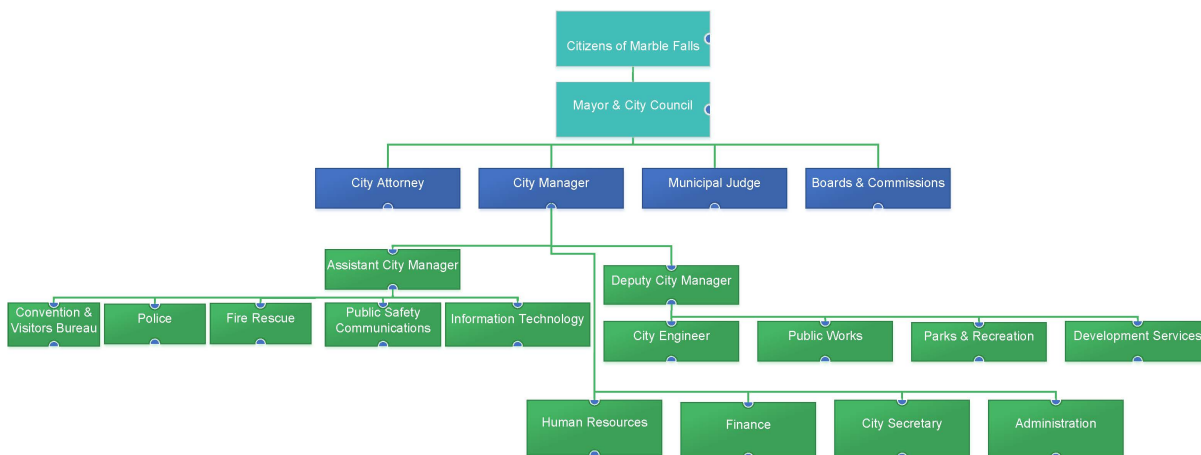 Citizens of Marble Falls
Mayor & City Council
City Attorney
City Manager
Municipal Judge
Boards & Commissions
Assistant City Manager
Deputy City Manager
Convention &
Visitors Bureau
Police
Fire Rescue
Public Safety
Communications
Information Technology
City Engineer
Public Works
Parks & Recreation
Development Services
Human Resources
Finance
City Secretary
Administration